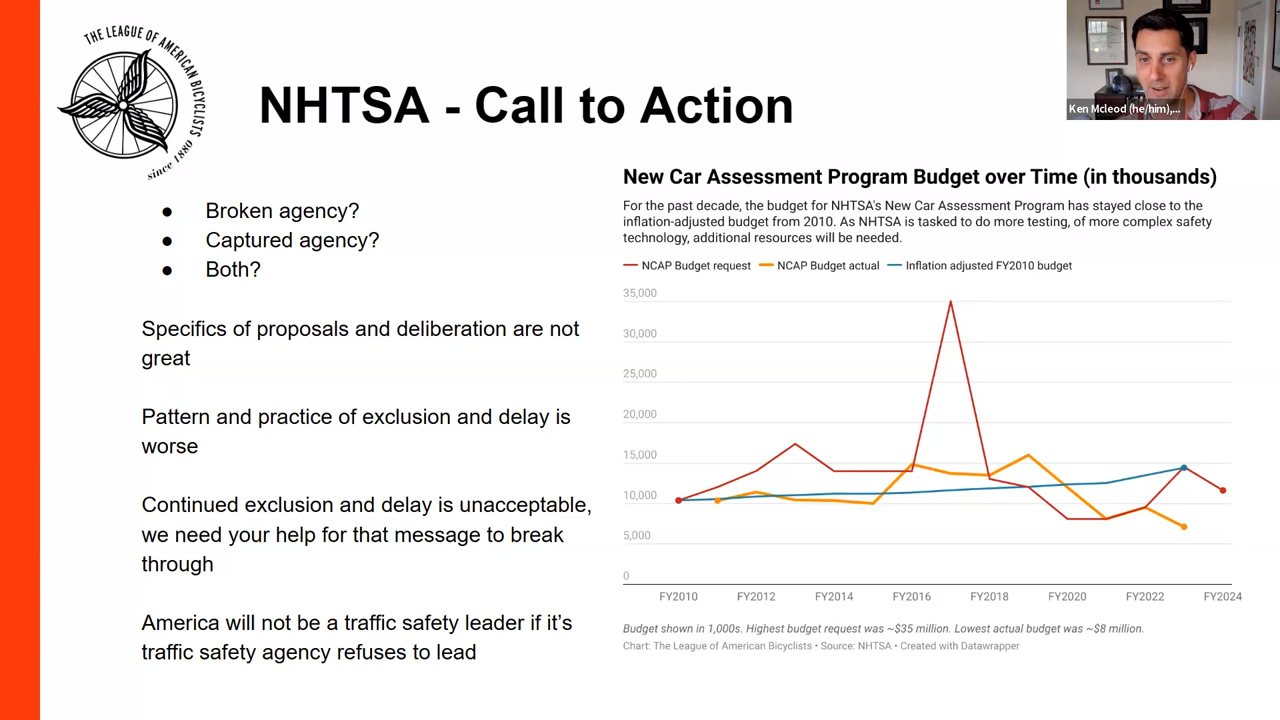 THE LEAGUE OF AMERICAN BICYCLISTS
since 1880
NHTSA - Call to Action
Ken Mcleod (he/him),...
● Broken agency?
● Captured agency?
● Both?
Specifics of proposals and deliberation are not
great
Pattern and practice of exclusion and delay is
worse
Continued exclusion and delay is unacceptable,
we need your help for that message to break
through
America will not be a traffic safety leader if it's
traffic safety agency refuses to lead
New Car Assessment Program Budget over Time (in thousands)
For the past decade, the budget for NHTSA's New Car Assessment Program has stayed close to the
inflation-adjusted budget from 2010. As NHTSA is tasked to do more testing, of more complex safety
technology, additional resources will be needed.
NCAP Budget request NCAP Budget actual Inflation adjusted FY2010 budget
35,000
30,000
25,000
20,000
15,000
10,000
5,000
0
FY2010 FY2012 FY2014 FY2016 FY2018 FY2020 FY2022 FY2024
Budget shown in 1,000s. Highest budget request was ~$35 million. Lowest actual budget was ~$8 million.
Chart: The League of American Bicyclists • Source: NHTSA • Created with Datawrapper